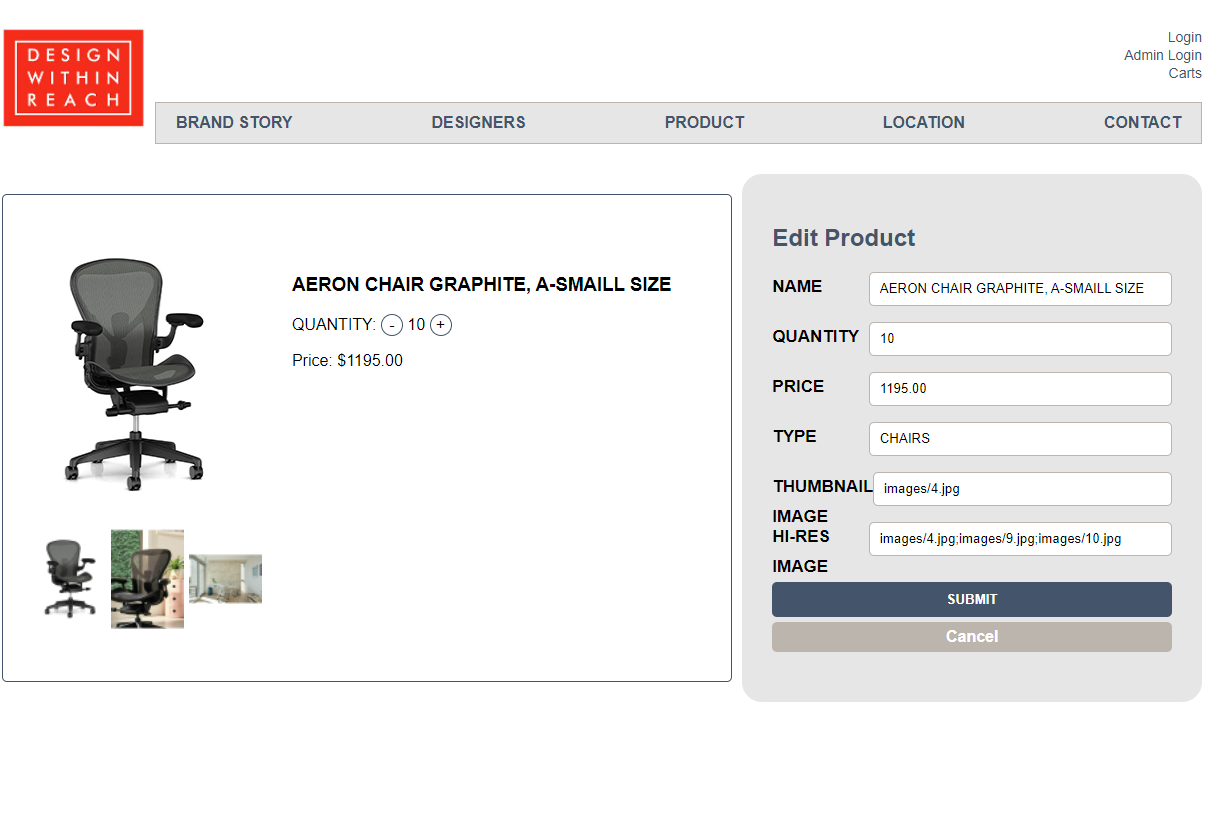 DESIGN
WITHIN
REACH
Login
Admin Login
Carts
BRAND STORY DESIGNERS PRODUCT LOCATION CONTACT
AERON CHAIR GRAPHITE, A-SMAILL SIZE
QUANTITY: - 10 +
Price: $1195.00
Edit Product
NAME AERON CHAIR GRAPHITE, A-SMAILL SIZE
QUANTITY 10
PRICE 1195.00
TYPE CHAIRS
THUMBNAIL images/4.jpg
IMAGE
HI-RES images/4.jpg;images/9.jpg;images/10.jpg
IMAGE
SUBMIT
Cancel